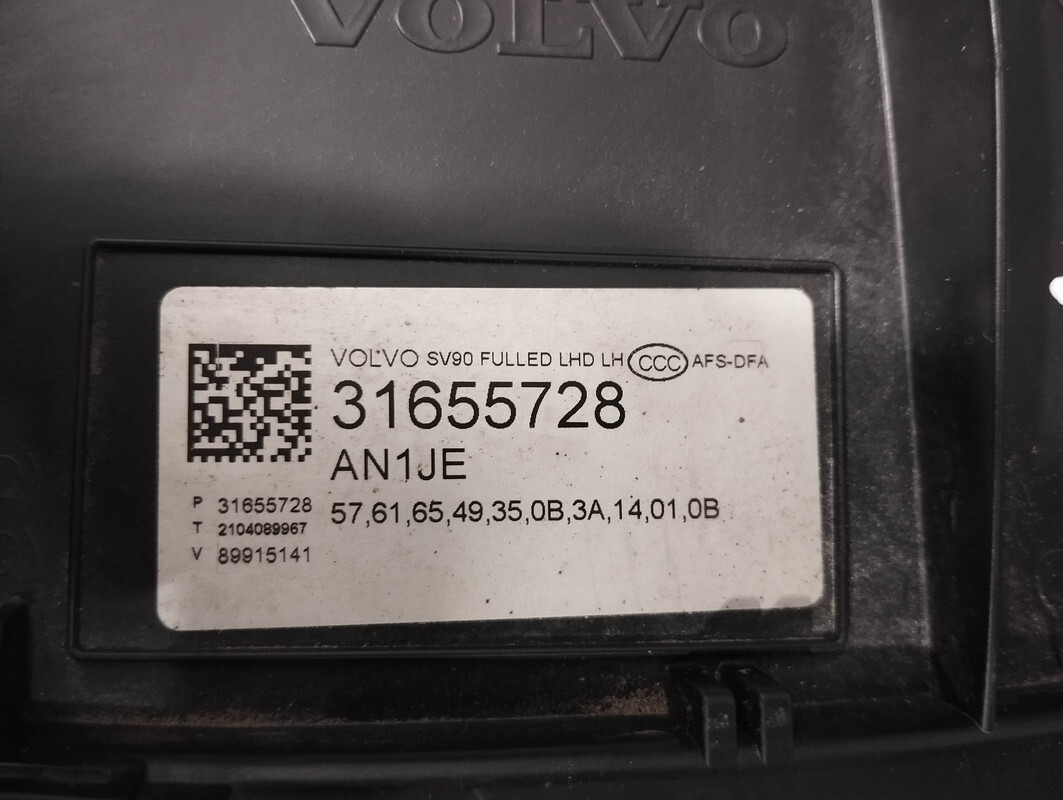 VOLVO
VOLVO SV90 FULLED LHD LH CCC AFS-DFA
31655728
AN1JE
57,61,65,49,35,0B,3A,14,01,0B
P 31655728
T 2104089967
V 89915141